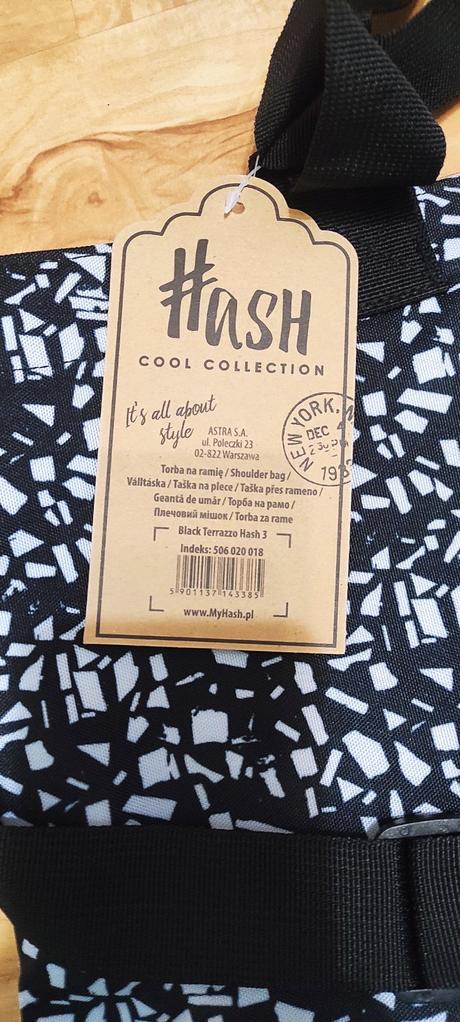 Hash
COOL COLLECTION
It's all about
style
ASTRA S.A.
ul. Poleczki 23
02-822 Warszawa
NEW YORK, N
DEC 4
Torba na ramię / Shoulder bag /
Válltáska / Taška na plece / Taška přes rameno /
Geantă de umăr / Торба на рамо /
Плечовий мішок / Torba za rame
Black Terrazzo Hash 3
Indeks: 506 020 018
5 901137 143385
www.MyHash.pl